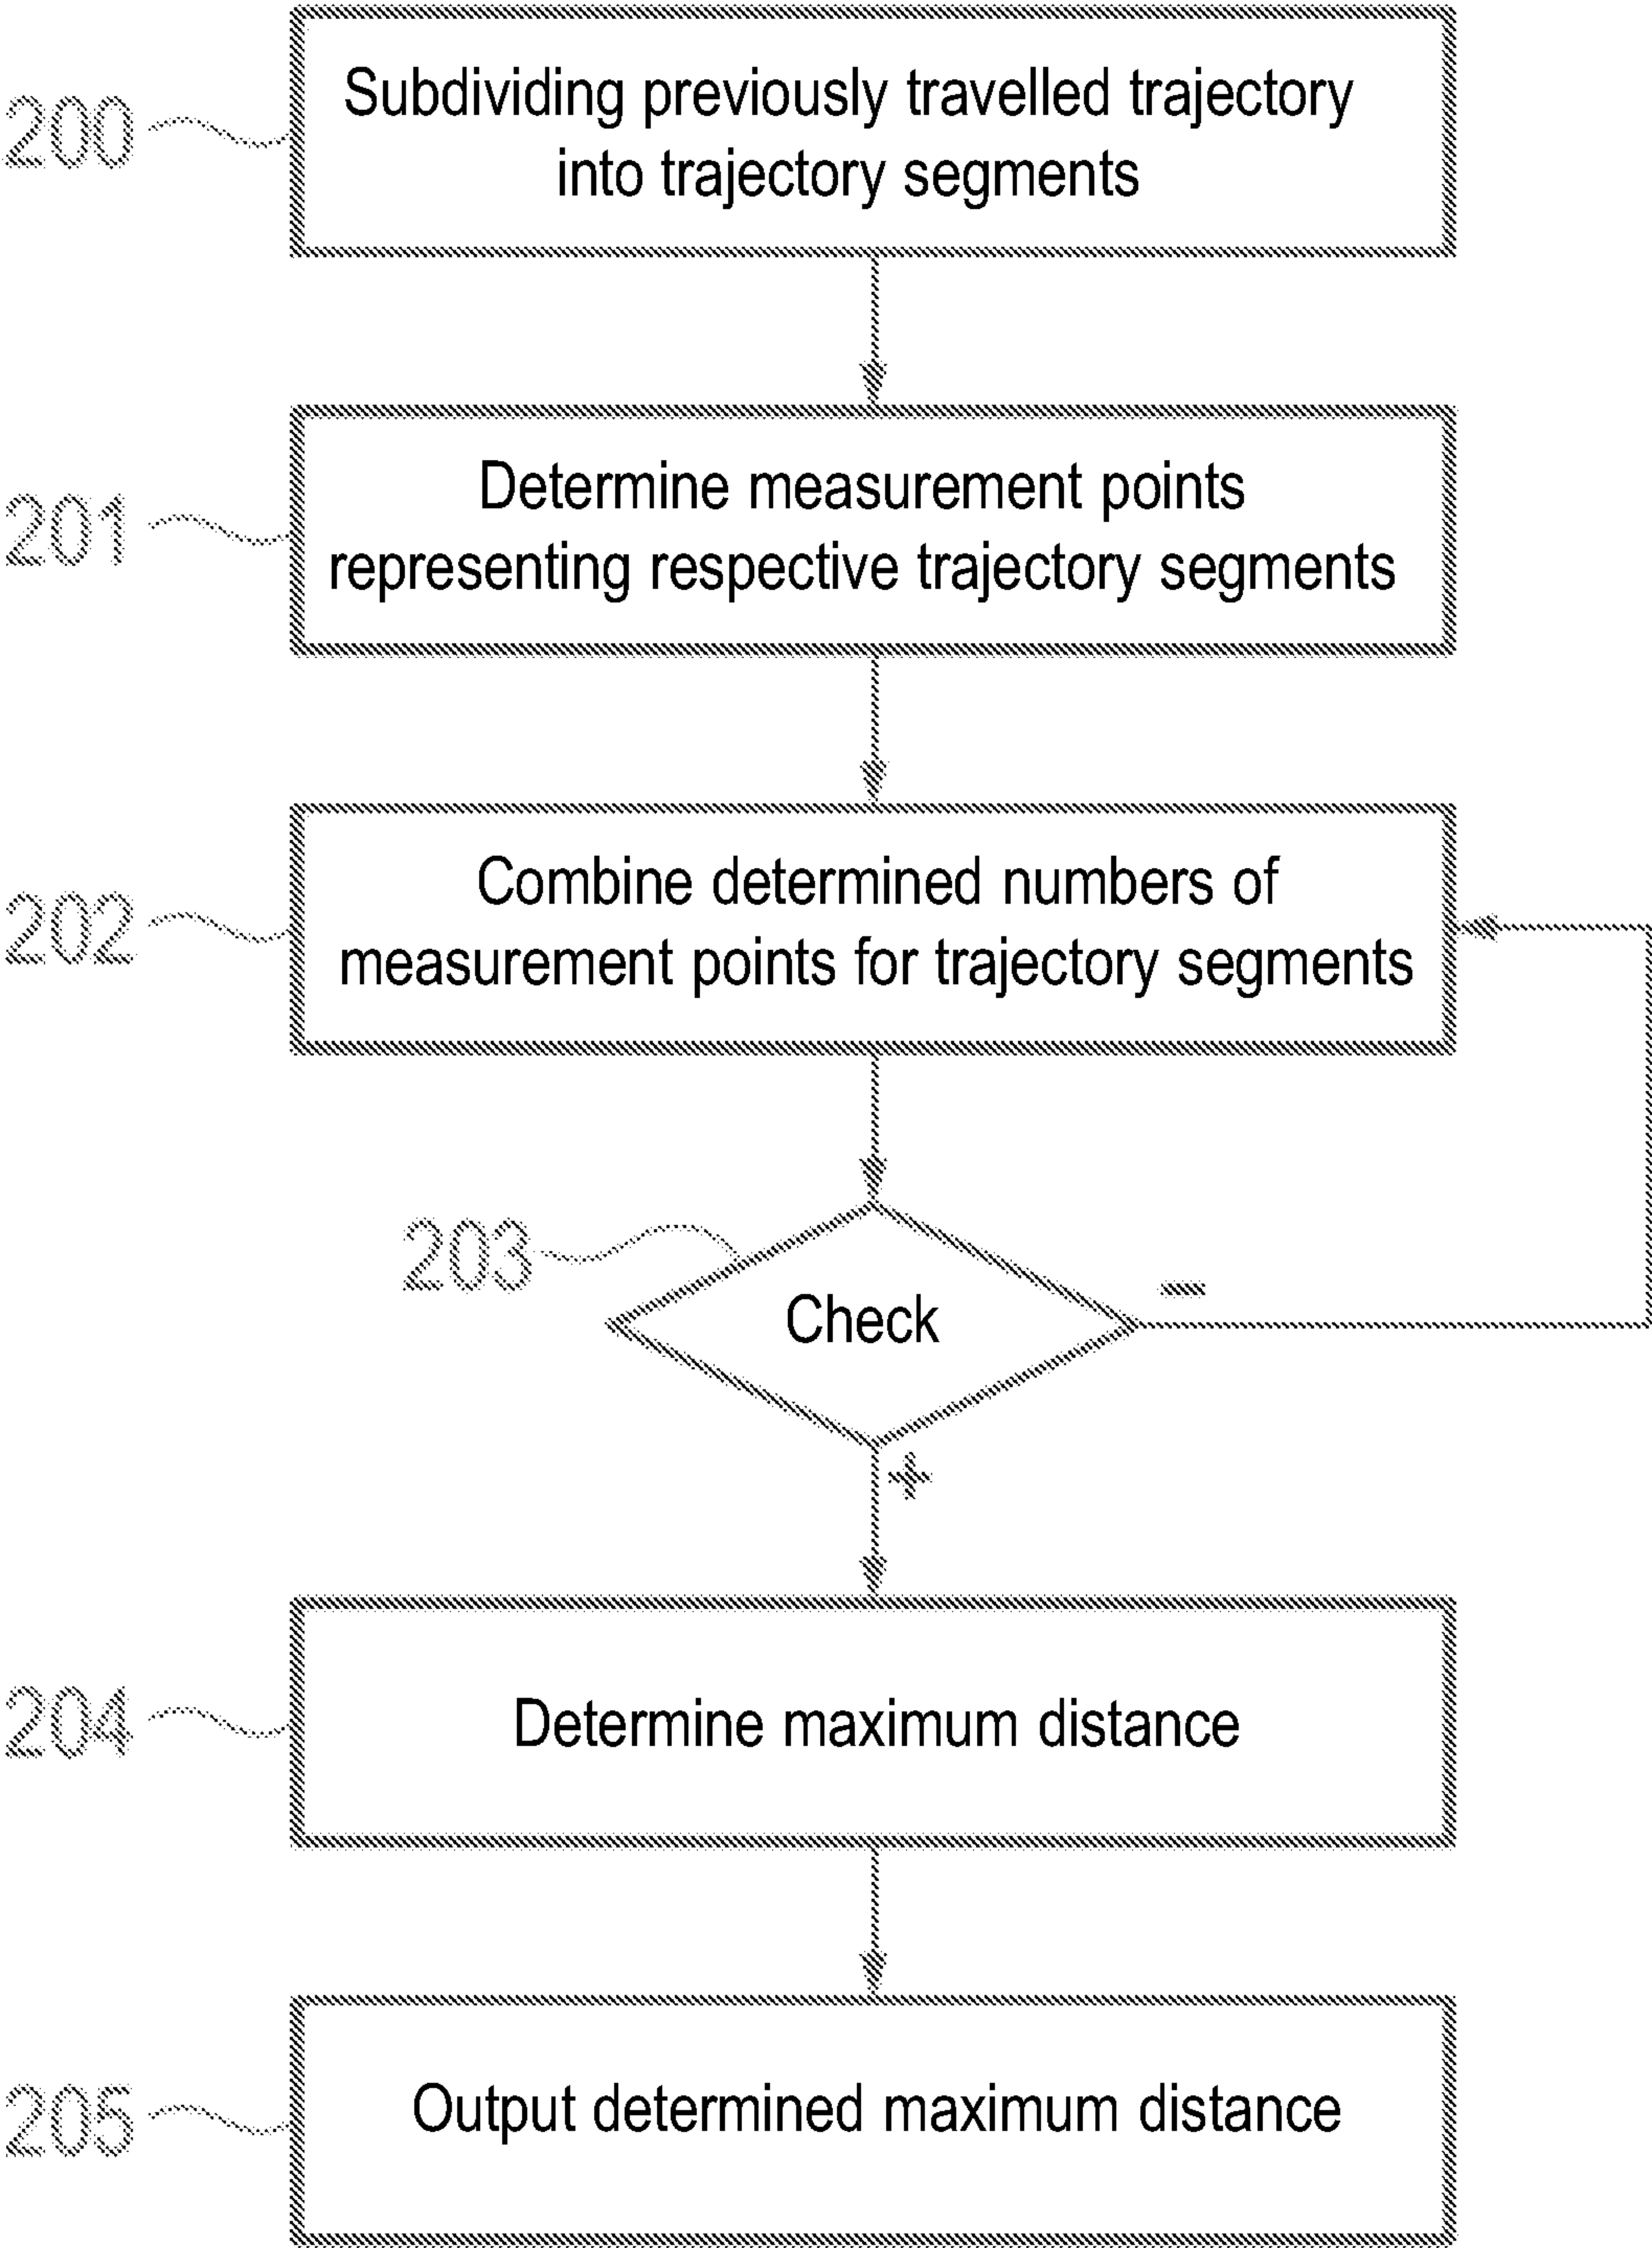 200
Subdividing previously travelled trajectory
into trajectory segments
201
Determine measurement points
representing respective trajectory segments
202
Combine determined numbers of
measurement points for trajectory segments
203
Check
−
+
204
Determine maximum distance
205
Output determined maximum distance